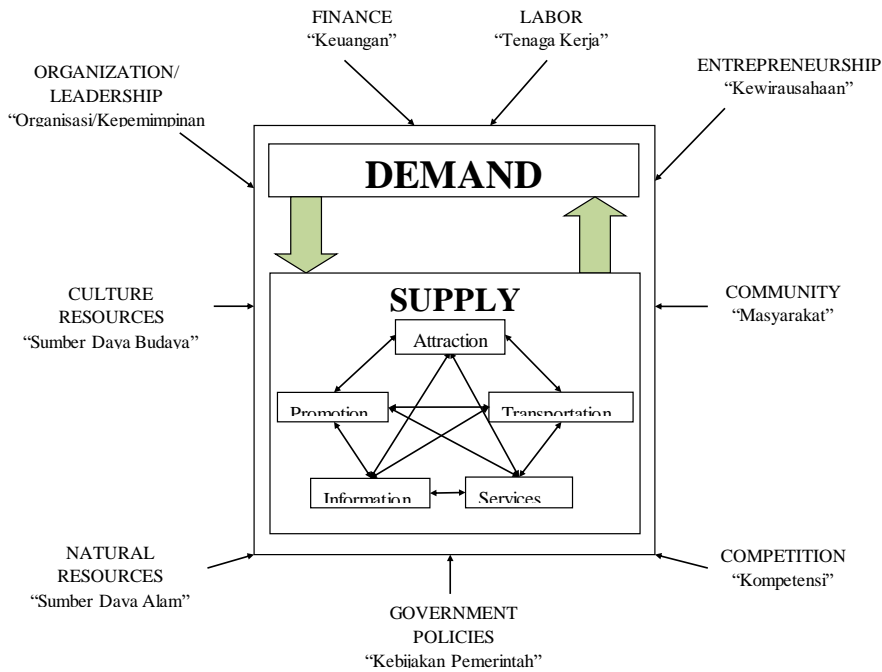 FINANCE
“Keuangan”
LABOR
“Tenaga Kerja”
ORGANIZATION/
LEADERSHIP
“Organisasi/Kepemimpinan
ENTREPRENEURSHIP
“Kewirausahaan”
DEMAND
CULTURE
RESOURCES
“Sumber Daya Budaya”
SUPPLY
COMMUNITY
“Masyarakat”
Attraction
Promotion
Transportation
Information
Services
NATURAL
RESOURCES
“Sumber Daya Alam”
COMPETITION
“Kompetensi”
GOVERNMENT
POLICIES
“Kebijakan Pemerintah”